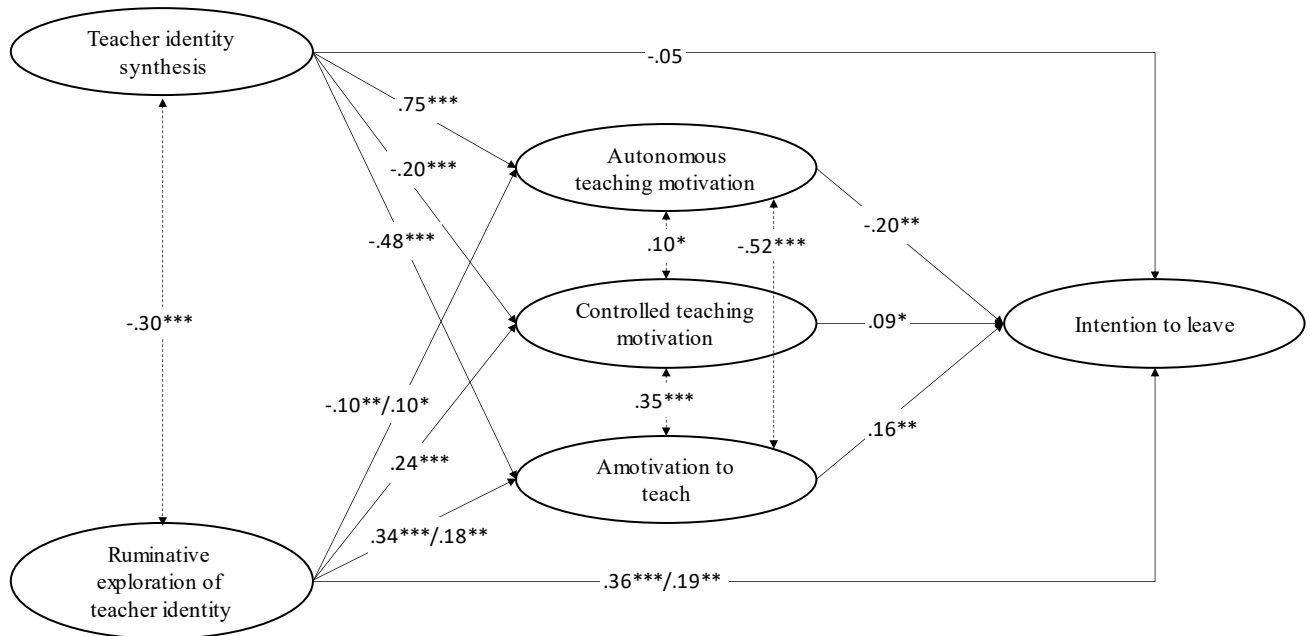 Teacher identity
synthesis
-.05
.75***
Autonomous
teaching motivation
-.20***
-.20**
-.48***
.10*
-.52***
-.30***
Controlled teaching
motivation
.09*
Intention to leave
-.10**/.10*
.35***
.16**
.24***
Amotivation to
teach
.34***/.18**
Ruminative
exploration of
teacher identity
.36***/.19**